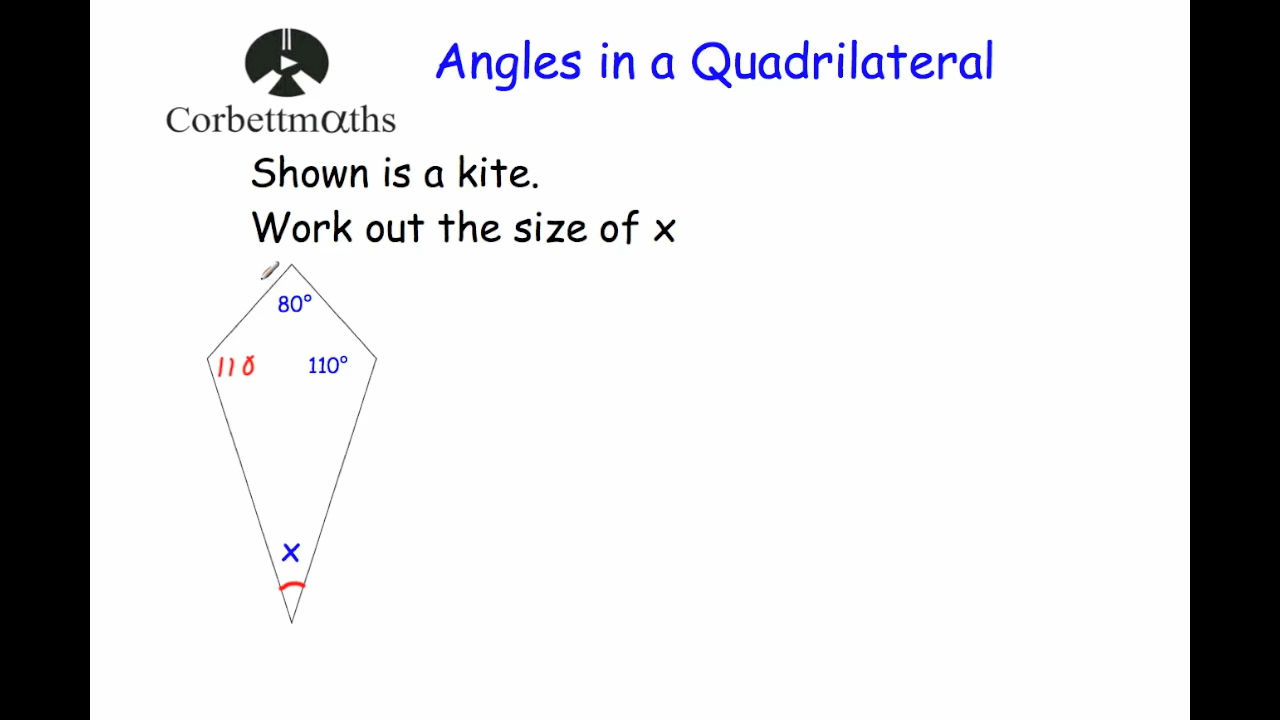 Corbettmαths
Angles in a Quadrilateral
Shown is a kite.
Work out the size of x
80°
110 110°
x